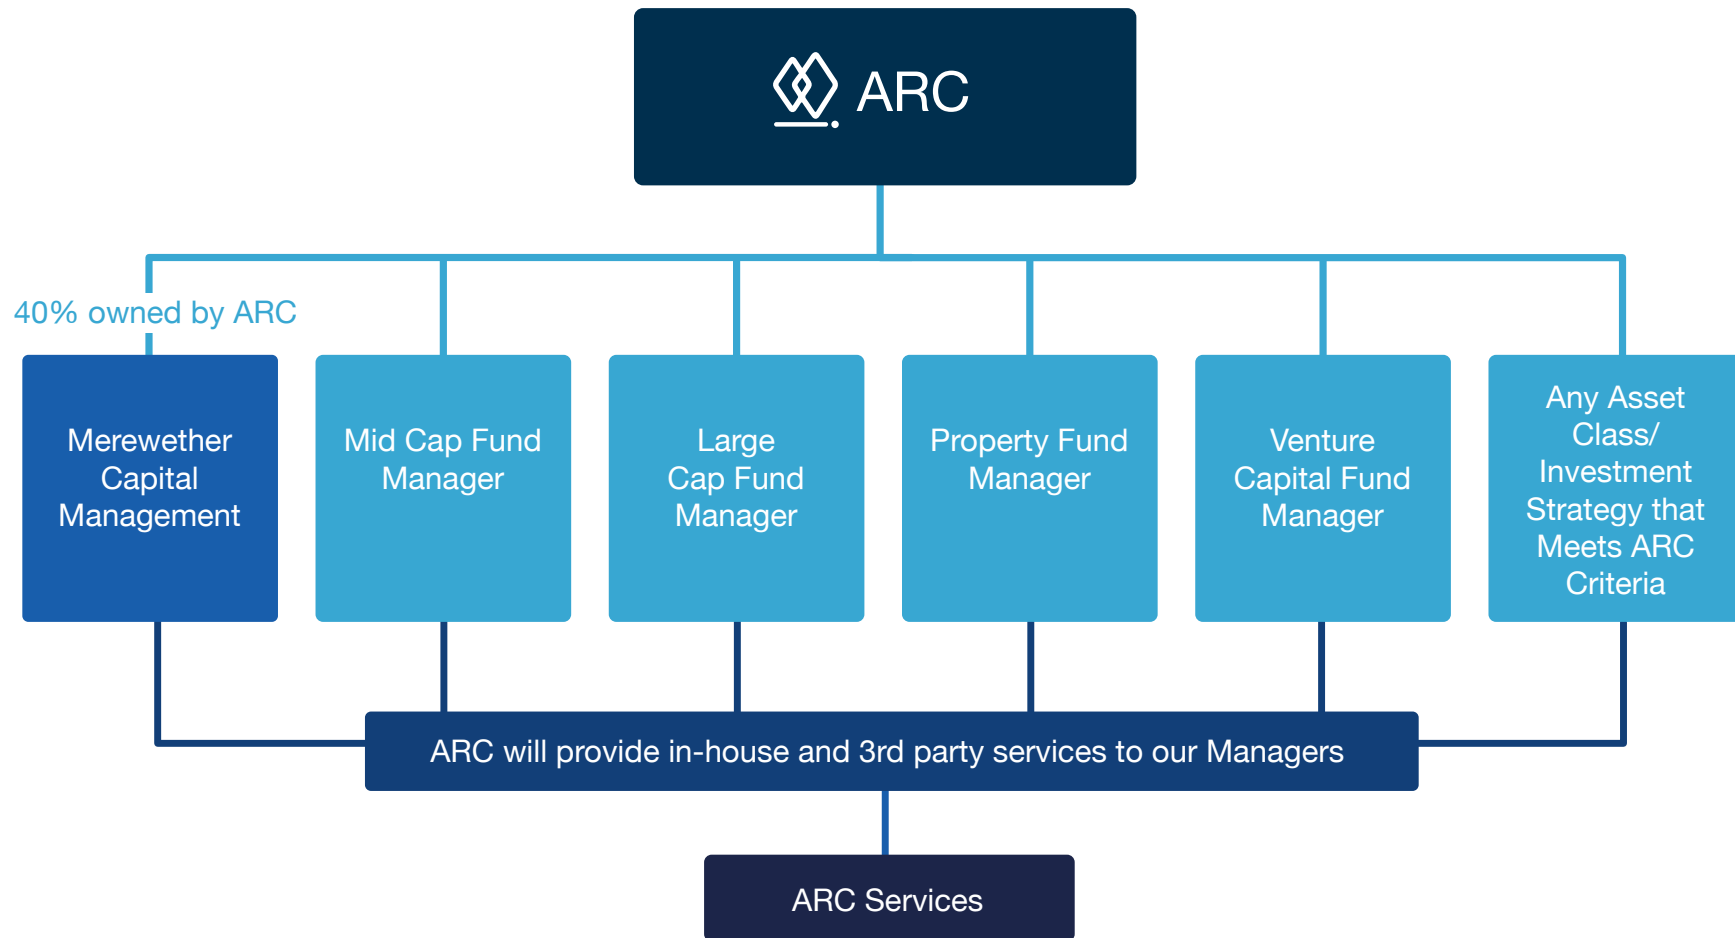 ARC
40% owned by ARC
Merewether
Capital
Management
Mid Cap Fund
Manager
Large
Cap Fund
Manager
Property Fund
Manager
Venture
Capital Fund
Manager
Any Asset
Class/
Investment
Strategy that
Meets ARC
Criteria
ARC will provide in-house and 3rd party services to our Managers
ARC Services